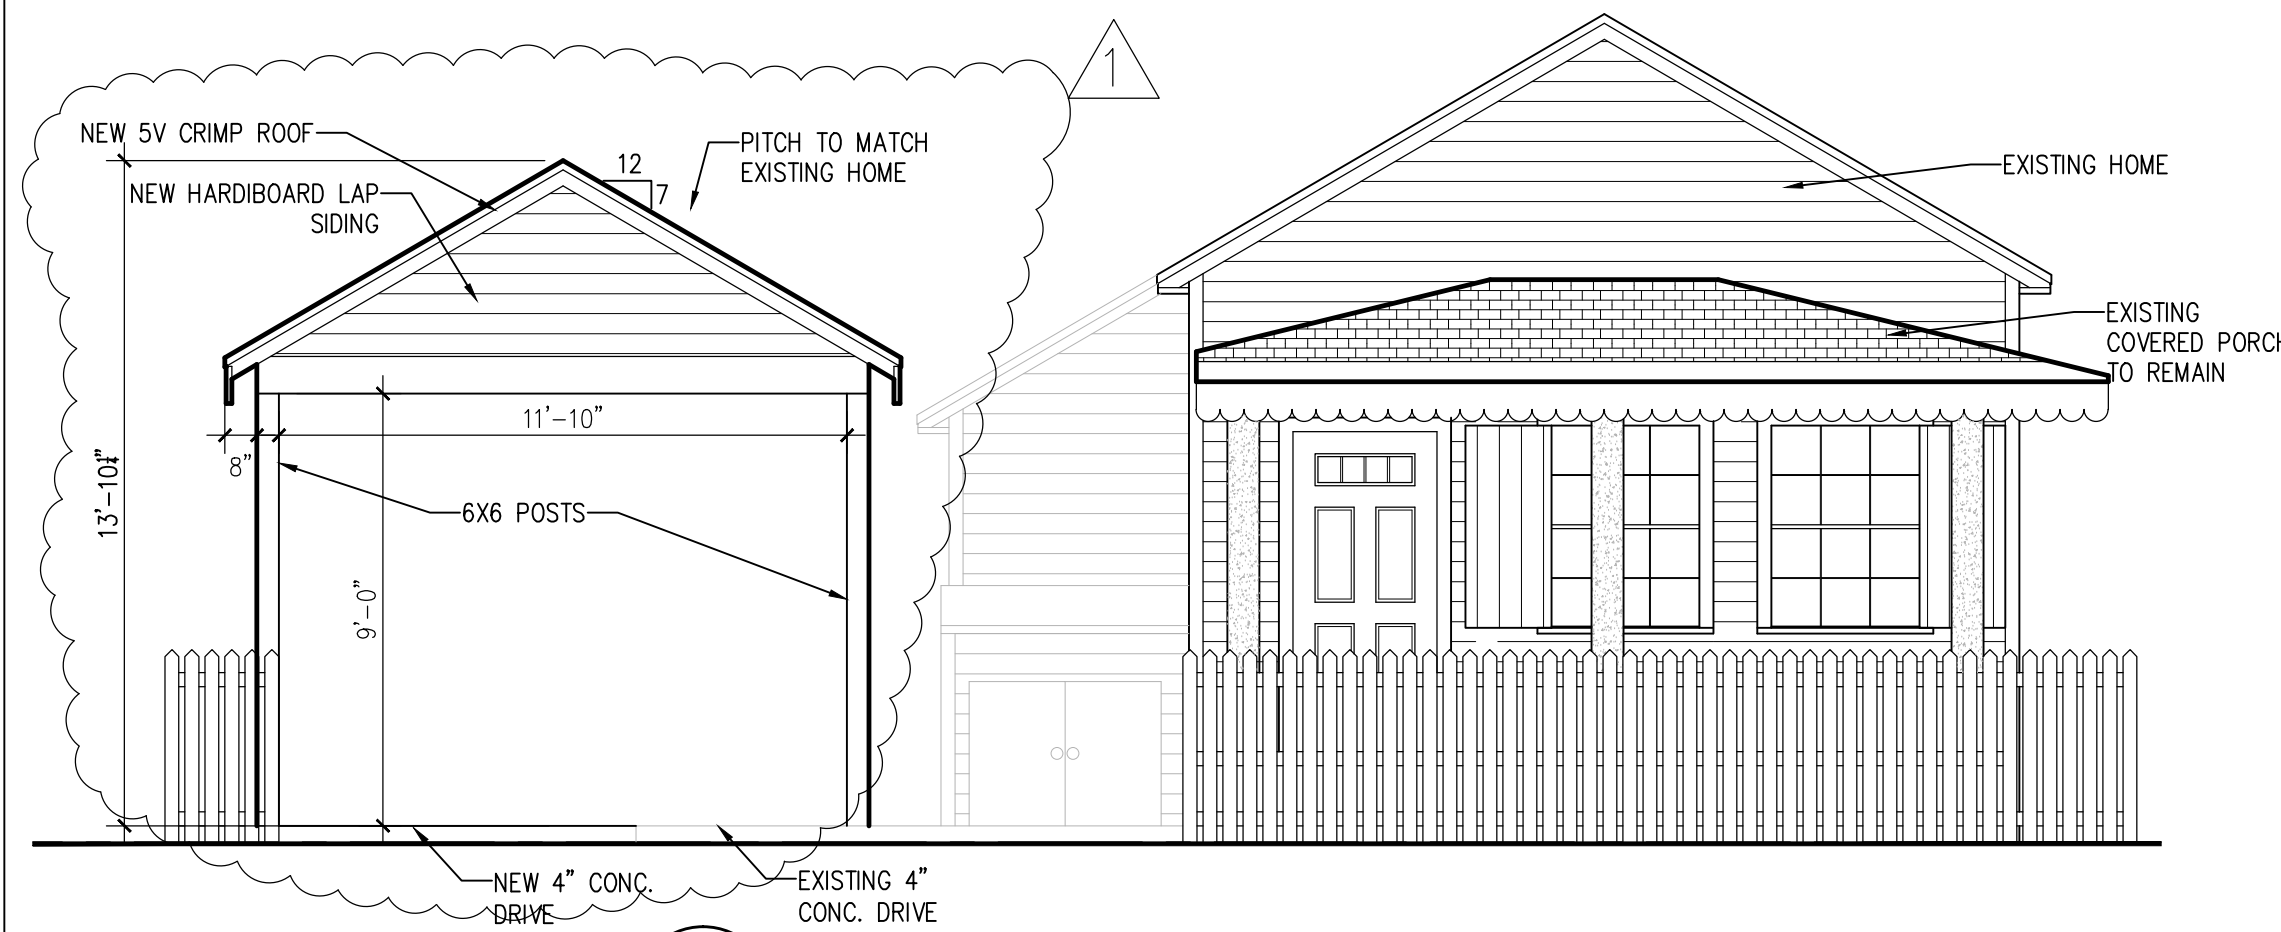 1
NEW 5V CRIMP ROOF
PITCH TO MATCH
EXISTING HOME
12
7
NEW HARDIBOARD LAP
SIDING
EXISTING HOME
EXISTING
COVERED PORCH
TO REMAIN
11'-10"
8"
13'-10¼"
6X6 POSTS
9'-0"
NEW 4" CONC.
DRIVE
EXISTING 4"
CONC. DRIVE